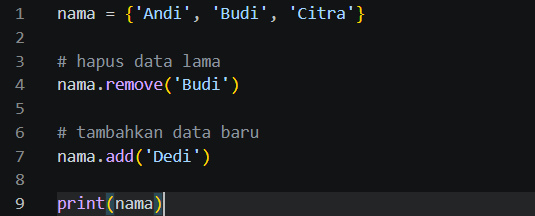 1 nama = {'Andi', 'Budi', 'Citra'}
2
3 # hapus data lama
4 nama.remove('Budi')
5
6 # tambahkan data baru
7 nama.add('Dedi')
8
9 print(nama)